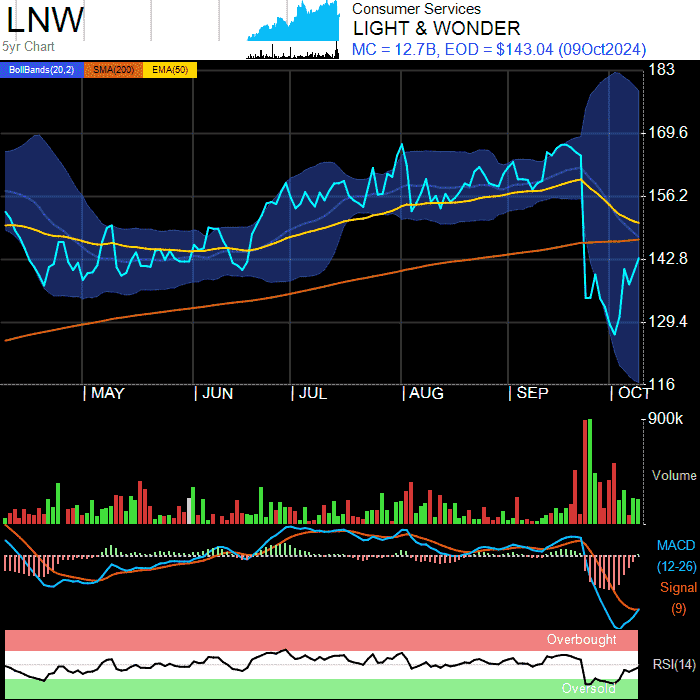 LNW
5yr Chart
Consumer Services
LIGHT & WONDER
MC = 12.7B, EOD = $143.04 (09Oct2024)
BollBands(20,2) SMA(200) EMA(50)
183
169.6
156.2
142.8
129.4
116
| MAY | JUN | JUL | AUG | SEP | OCT
900k
Volume
MACD
(12-26)
Signal
(9)
Overbought
RSI(14)
Oversold